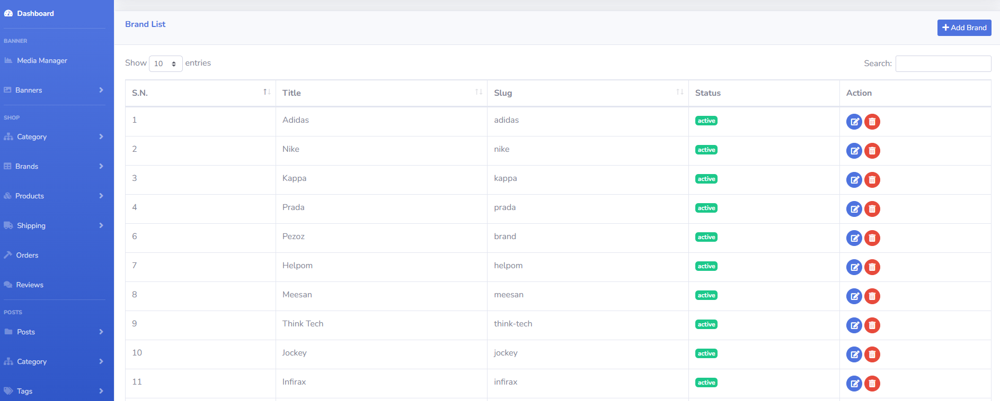 Dashboard
BANNER
Media Manager
Banners
SHOP
Category
Brands
Products
Shipping
Orders
Reviews
POSTS
Posts
Category
Tags
Brand List
Add Brand
Show 10 entries
Search:
S.N. Title Slug Status Action
1 Adidas adidas active
2 Nike nike active
3 Kappa kappa active
4 Prada prada active
6 Pezoz brand active
7 Helpom helpom active
8 Meesan meesan active
9 Think Tech think-tech active
10 Jockey jockey active
11 Infirax infirax active